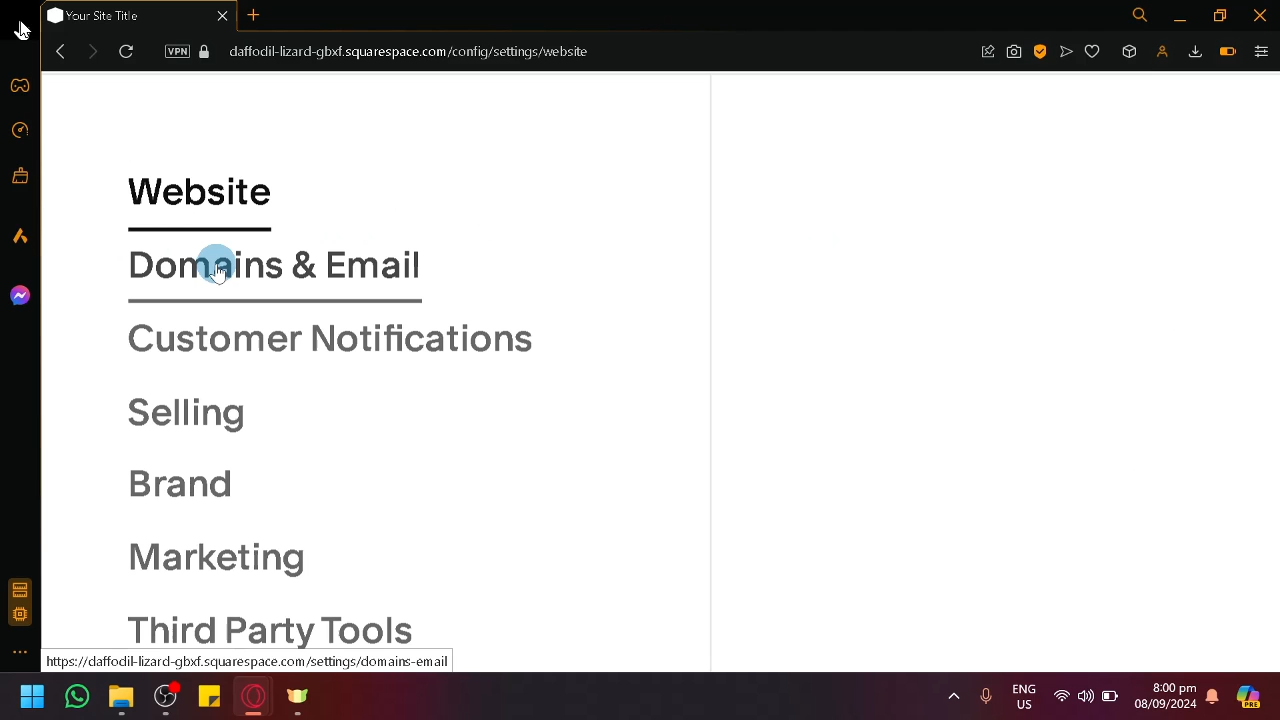 Your Site Title
VPN
daffodil-lizard-gbxf.squarespace.com/config/settings/website
Website
Domains & Email
Customer Notifications
Selling
Brand
Marketing
Third Party Tools
https://daffodil-lizard-gbxf.squarespace.com/settings/domains-email
ENG
US
8:00 pm
08/09/2024
PRE